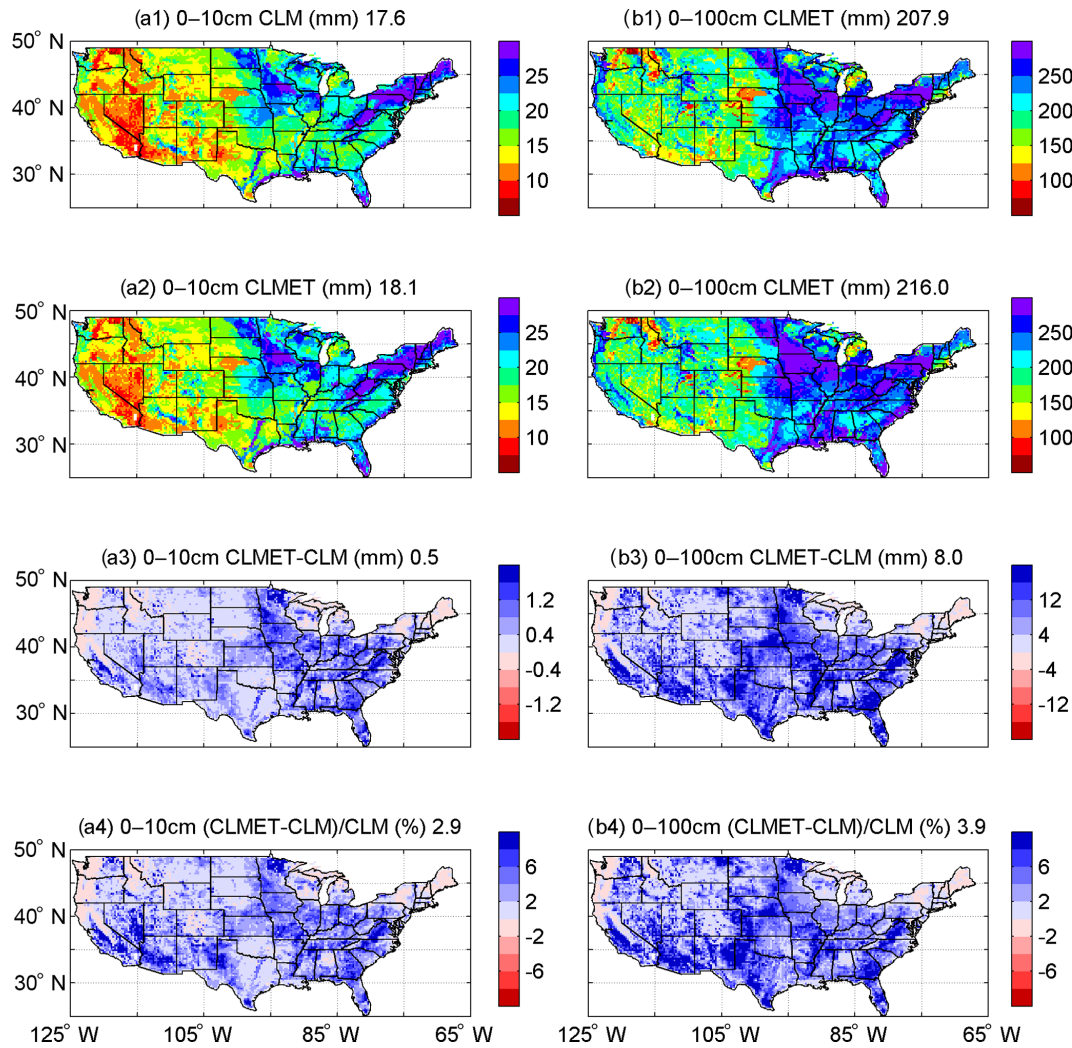 (a1) 0–10cm CLM (mm) 17.6
(b1) 0–100cm CLMET (mm) 207.9
50° N
40° N
30° N
25
20
15
10
250
200
150
100
(a2) 0–10cm CLMET (mm) 18.1
(b2) 0–100cm CLMET (mm) 216.0
50° N
40° N
30° N
25
20
15
10
250
200
150
100
(a3) 0–10cm CLMET-CLM (mm) 0.5
(b3) 0–100cm CLMET-CLM (mm) 8.0
50° N
40° N
30° N
1.2
0.4
-0.4
-1.2
12
4
-4
-12
(a4) 0–10cm (CLMET-CLM)/CLM (%) 2.9
(b4) 0–100cm (CLMET-CLM)/CLM (%) 3.9
50° N
40° N
30° N
6
2
-2
-6
6
2
-2
-6
125° W 105° W 85° W 65° W
125° W 105° W 85° W 65° W